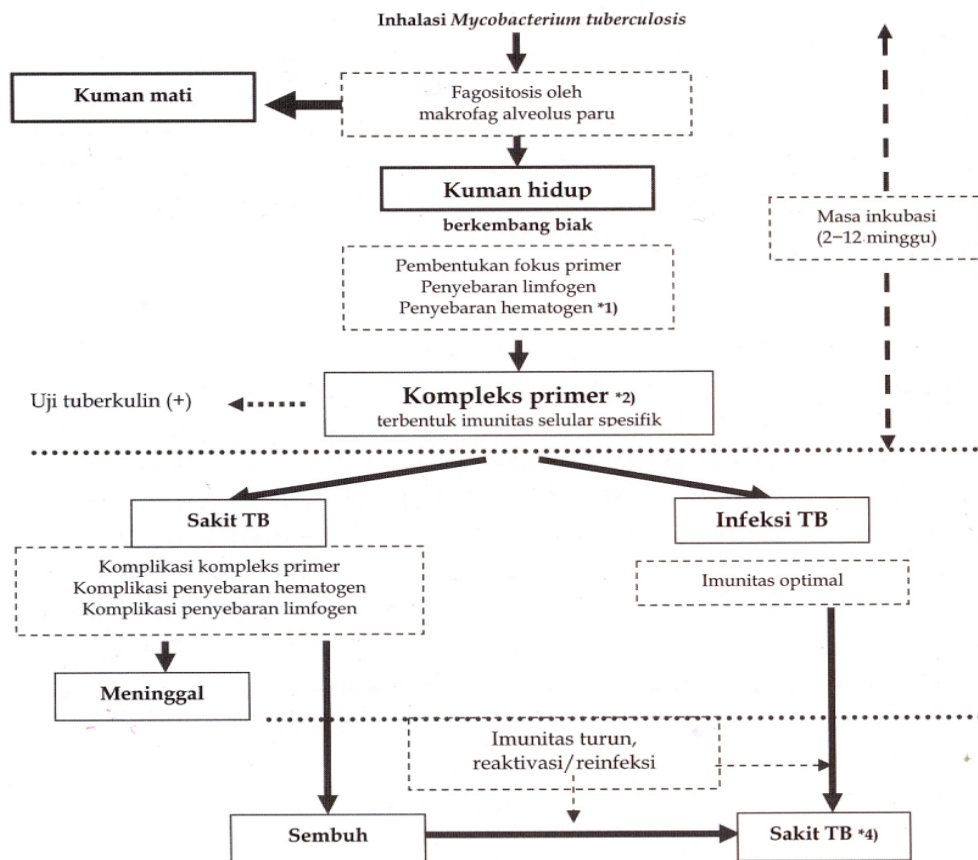 Inhalasi Mycobacterium tuberculosis
Kuman mati
Fagositosis oleh
makrofag alveolus paru
Kuman hidup
berkembang biak
Masa inkubasi
(2–12 minggu)
Pembentukan fokus primer
Penyebaran limfogen
Penyebaran hematogen *1)
Uji tuberkulin (+)
Kompleks primer *2)
terbentuk imunitas selular spesifik
Sakit TB
Infeksi TB
Komplikasi kompleks primer
Komplikasi penyebaran hematogen
Komplikasi penyebaran limfogen
Imunitas optimal
Meninggal
Imunitas turun,
reaktivasi/reinfeksi
Sembuh
Sakit TB *4)